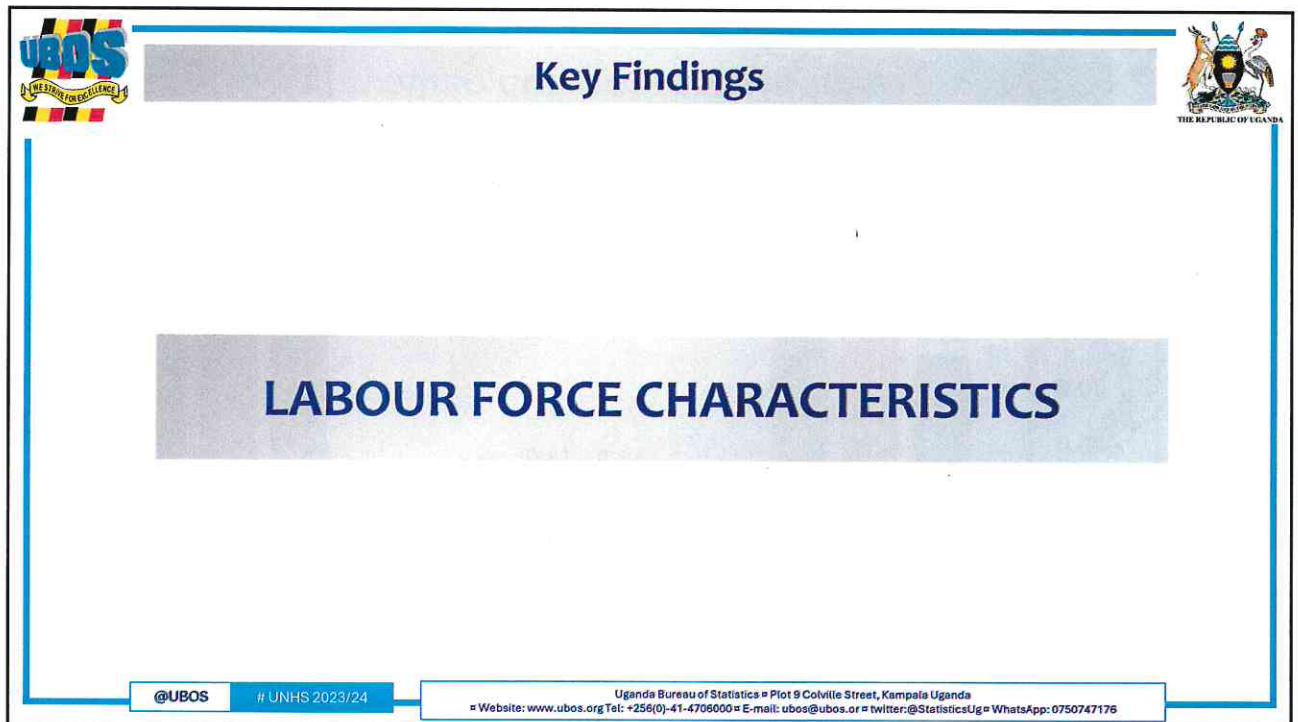 UBOS
WE STRIVE FOR EXCELLENCE
Key Findings
THE REPUBLIC OF UGANDA
LABOUR FORCE CHARACTERISTICS
@UBOS
# UNHS 2023/24
Uganda Bureau of Statistics ¤ Plot 9 Colville Street, Kampala Uganda
¤ Website: www.ubos.org Tel: +256(0)-41-4706000 ¤ E-mail: ubos@ubos.or ¤ twitter:@StatisticsUg ¤ WhatsApp: 0750747176